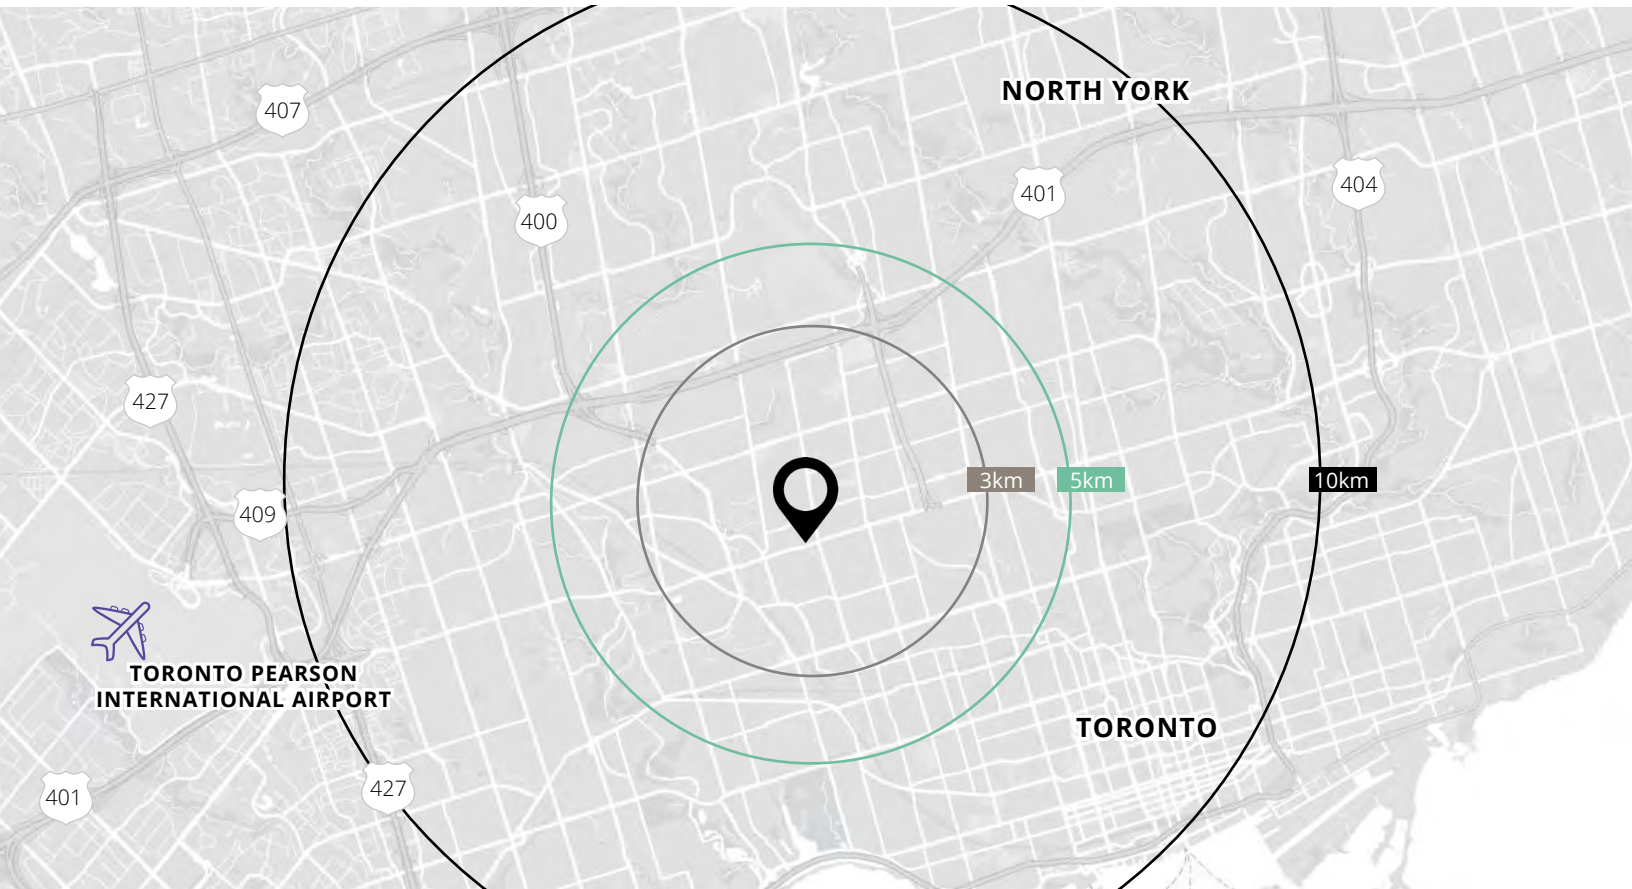 NORTH YORK
407
404
401
400
427
3km
5km
10km
409
TORONTO PEARSON
INTERNATIONAL AIRPORT
TORONTO
427
401